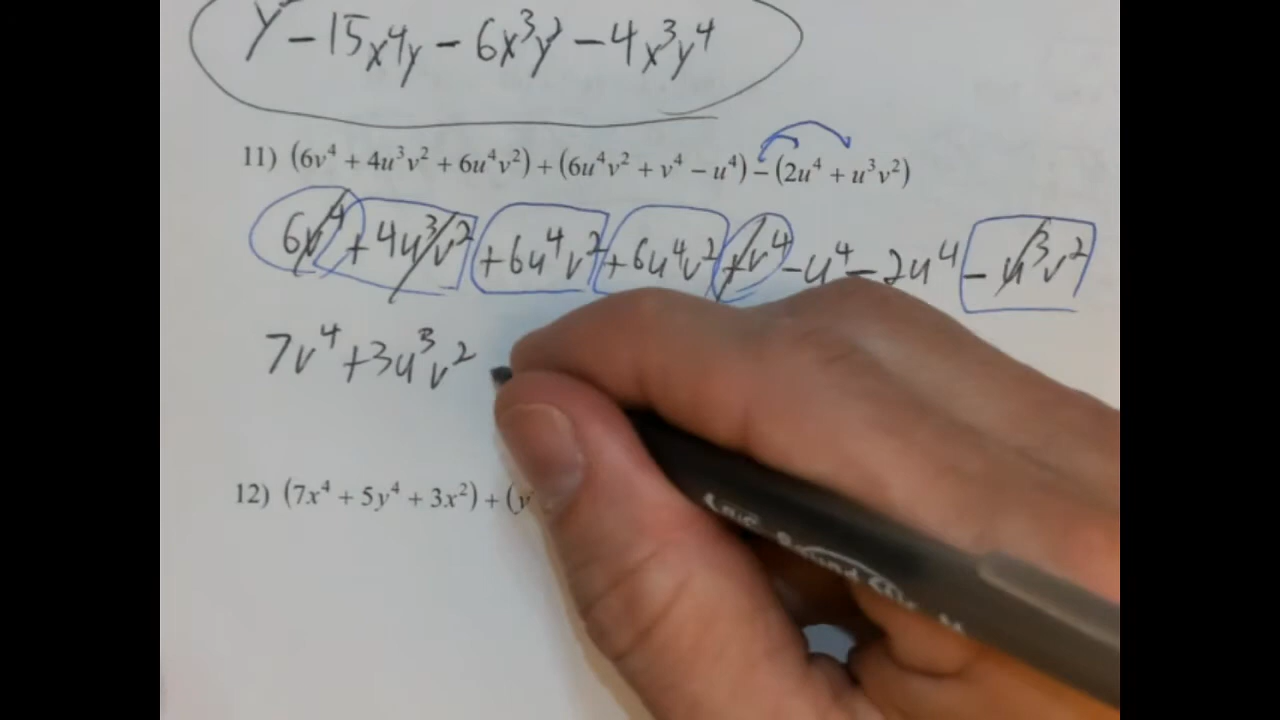 y - 15x⁴y - 6x³y³ - 4x³y⁴
11) (6v⁴ + 4u³v² + 6u⁴v²) + (6u⁴v² + v⁴ − u⁴) − (2u⁴ + u³v²)
6v⁴ + 4u³v² + 6u⁴v² + 6u⁴v² + v⁴ - u⁴ - 2u⁴ - u³v²
7v⁴ + 3u³v²
12) (7x⁴ + 5y⁴ + 3x²) + (y